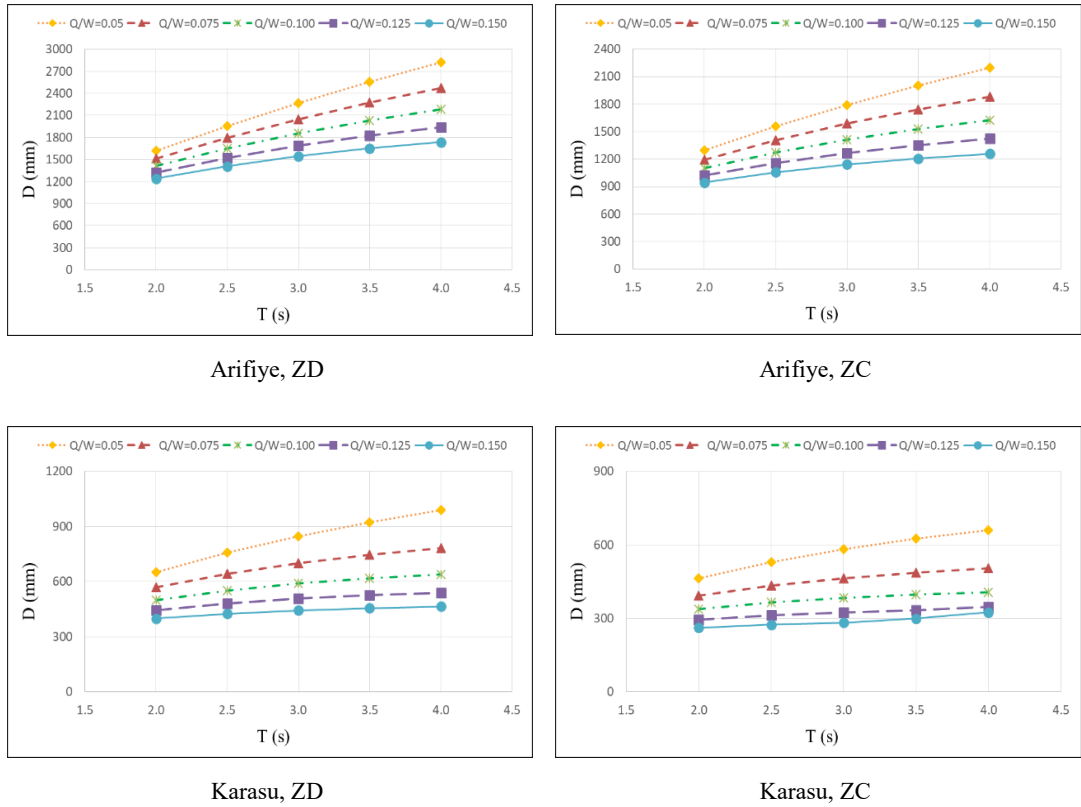 Q/W=0.05 Q/W=0.075 Q/W=0.100 Q/W=0.125 Q/W=0.150
3000
2700
2400
2100
1800
1500
1200
900
600
300
0
D (mm)
1.5 2.0 2.5 3.0 3.5 4.0 4.5
T (s)
Arifiye, ZD
Q/W=0.05 Q/W=0.075 Q/W=0.100 Q/W=0.125 Q/W=0.150
2400
2100
1800
1500
1200
900
600
300
0
D (mm)
1.5 2.0 2.5 3.0 3.5 4.0 4.5
T (s)
Arifiye, ZC
Q/W=0.05 Q/W=0.075 Q/W=0.100 Q/W=0.125 Q/W=0.150
1200
900
600
300
0
D (mm)
1.5 2.0 2.5 3.0 3.5 4.0 4.5
T (s)
Karasu, ZD
Q/W=0.05 Q/W=0.075 Q/W=0.100 Q/W=0.125 Q/W=0.150
900
600
300
0
D (mm)
1.5 2.0 2.5 3.0 3.5 4.0 4.5
T (s)
Karasu, ZC